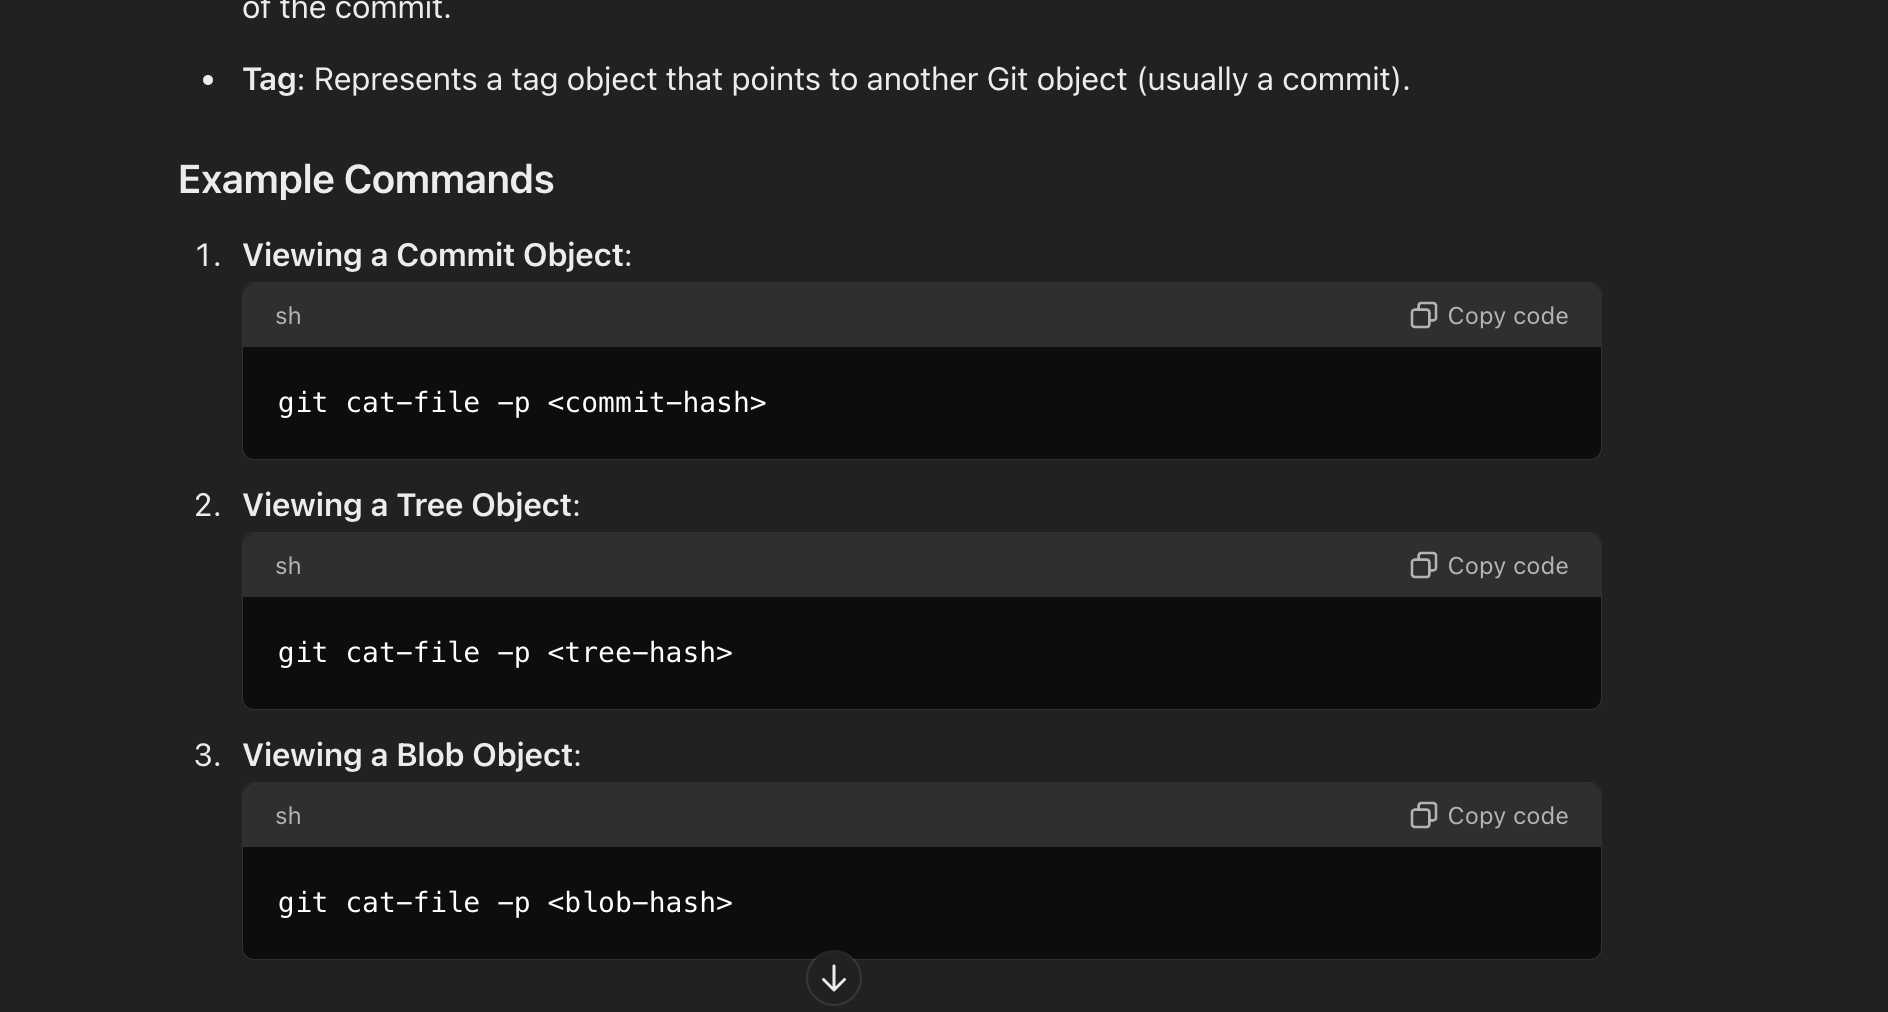 of the commit.
• Tag: Represents a tag object that points to another Git object (usually a commit).
Example Commands
1. Viewing a Commit Object:
sh Copy code
git cat-file -p <commit-hash>
2. Viewing a Tree Object:
sh Copy code
git cat-file -p <tree-hash>
3. Viewing a Blob Object:
sh Copy code
git cat-file -p <blob-hash>